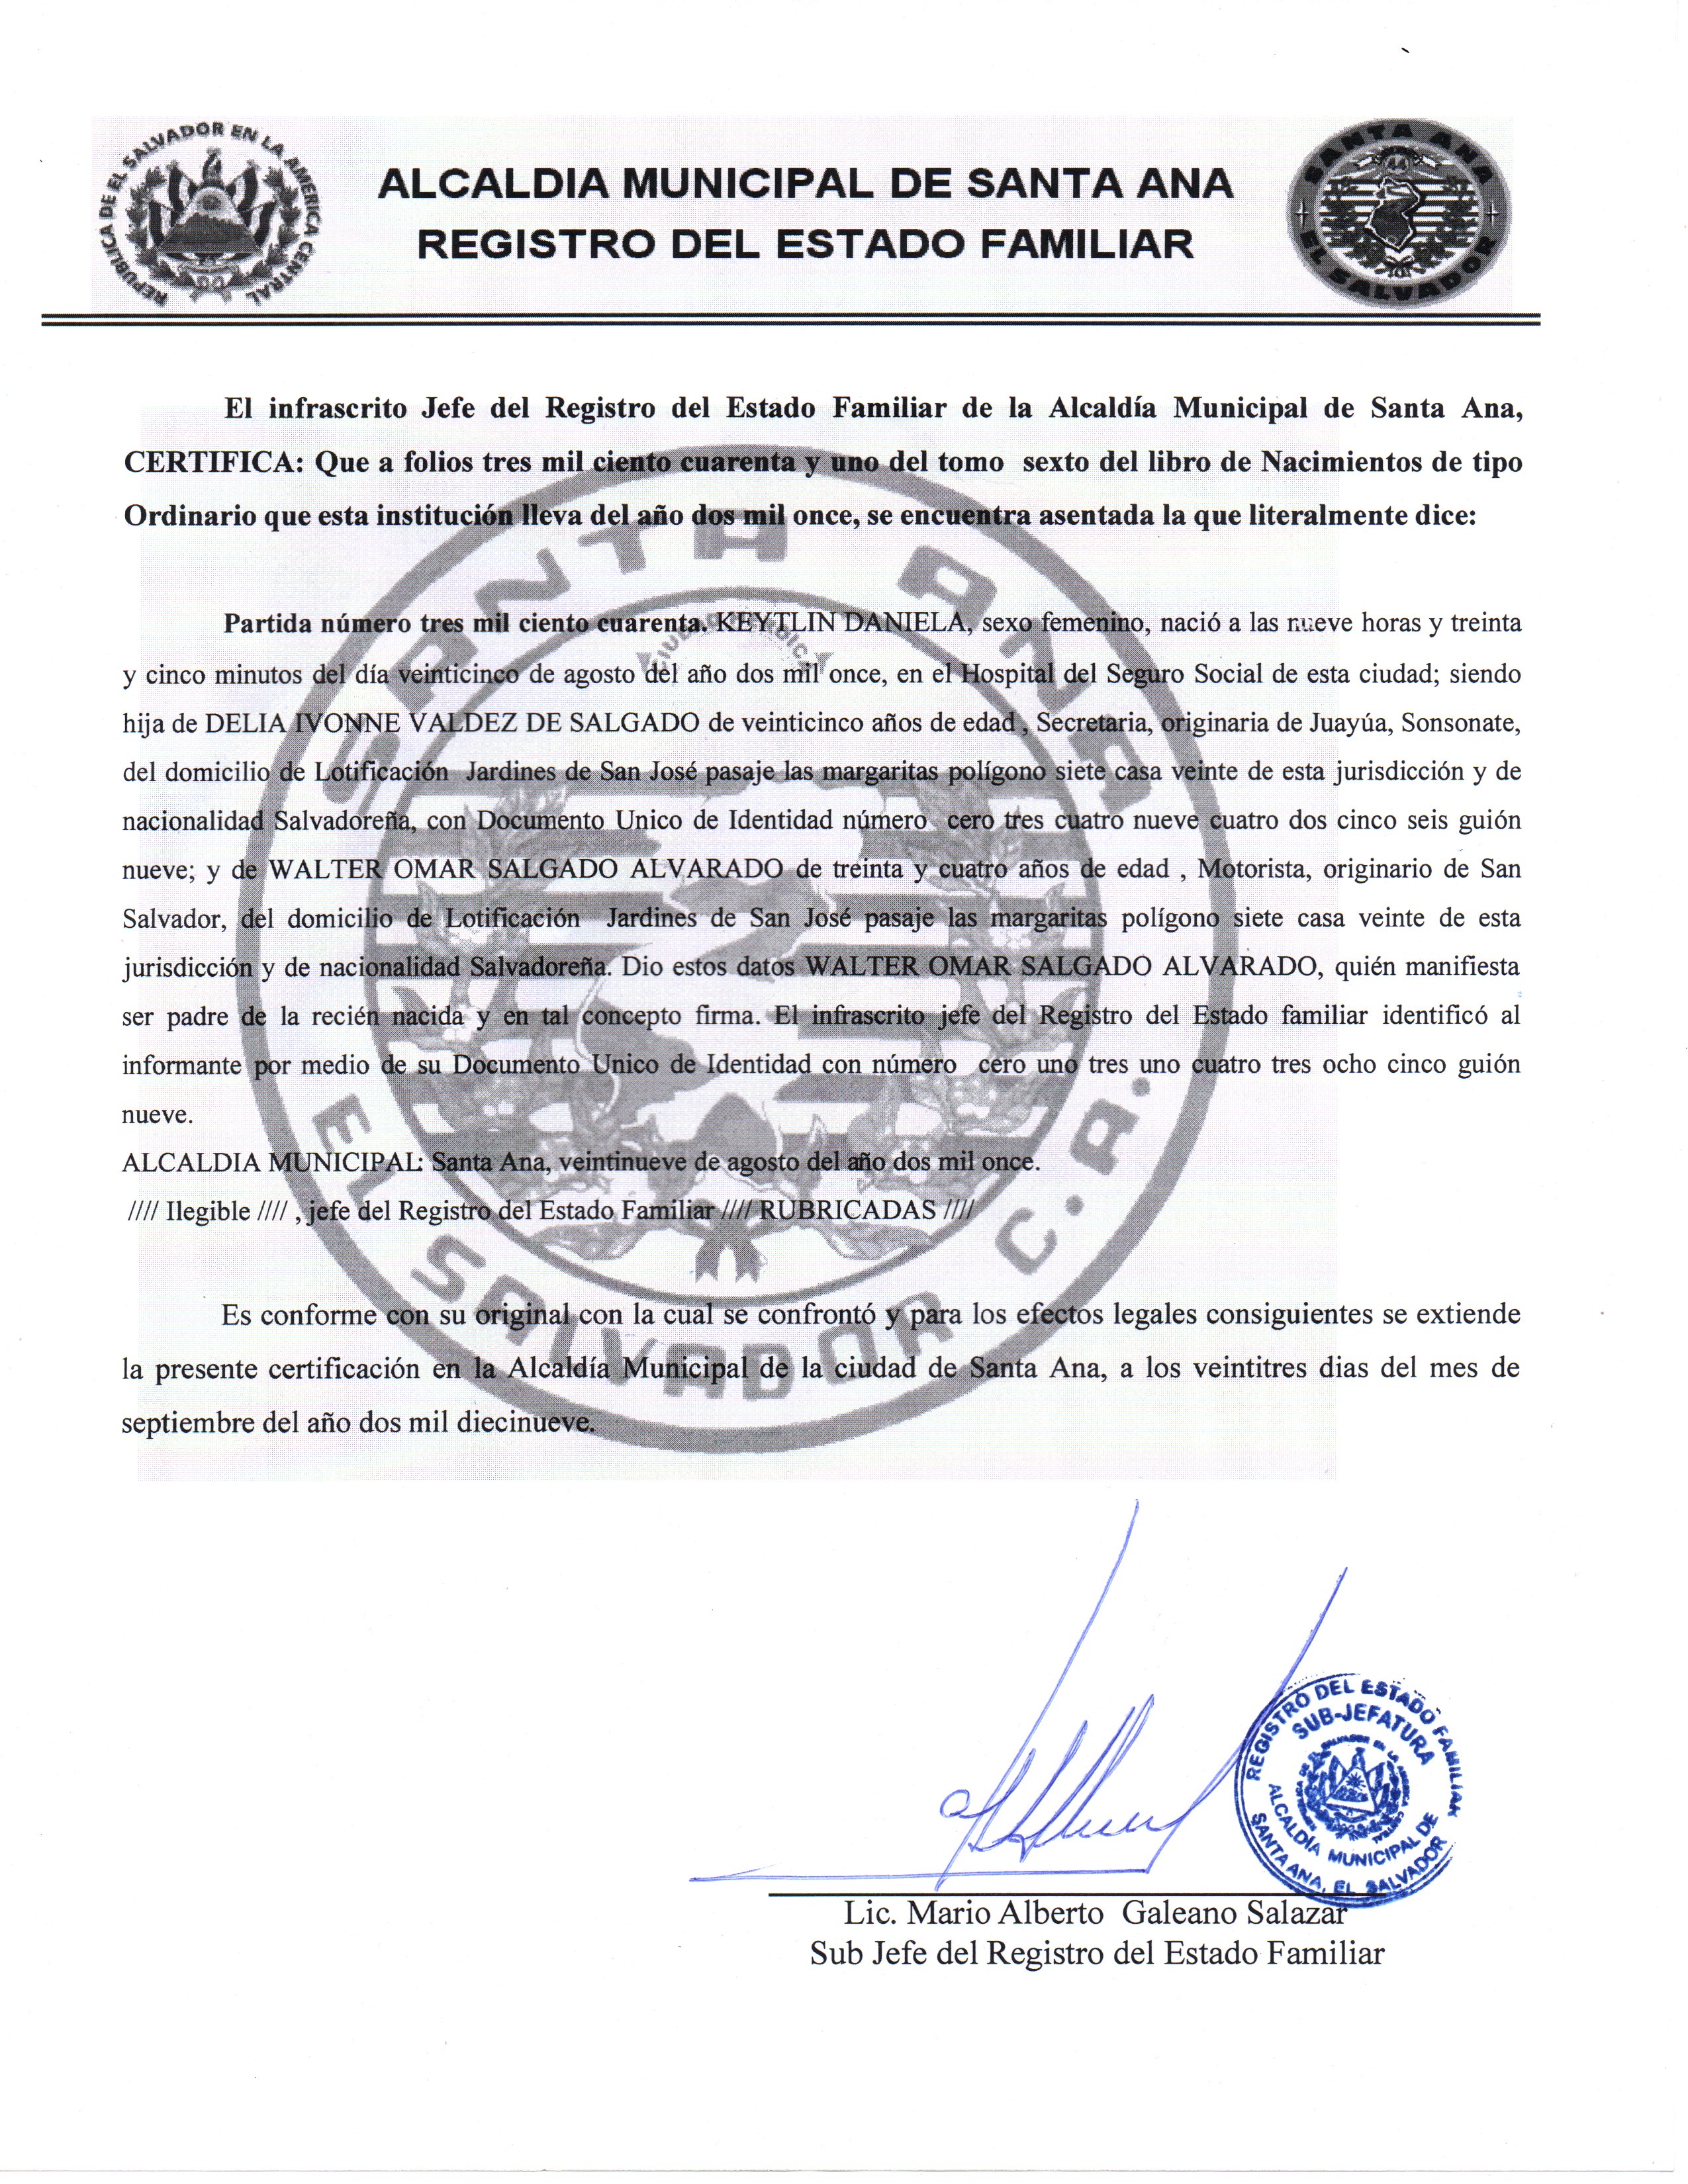 REPUBLICA DE EL SALVADOR EN LA AMERICA CENTRAL
ALCALDIA MUNICIPAL DE SANTA ANA
REGISTRO DEL ESTADO FAMILIAR
SANTA ANA
EL SALVADOR
El infrascrito Jefe del Registro del Estado Familiar de la Alcaldía Municipal de Santa Ana,
CERTIFICA: Que a folios tres mil ciento cuarenta y uno del tomo sexto del libro de Nacimientos de tipo
Ordinario que esta institución lleva del año dos mil once, se encuentra asentada la que literalmente dice:
SANTA ANA
Partida número tres mil ciento cuarenta. KEYTLIN DANIELA, sexo femenino, nació a las nueve horas y treinta
y cinco minutos del día veinticinco de agosto del año dos mil once, en el Hospital del Seguro Social de esta ciudad; siendo
hija de DELIA IVONNE VALDEZ DE SALGADO de veinticinco años de edad , Secretaria, originaria de Juayúa, Sonsonate,
del domicilio de Lotificación Jardines de San José pasaje las margaritas polígono siete casa veinte de esta jurisdicción y de
nacionalidad Salvadoreña, con Documento Unico de Identidad número cero tres cuatro nueve cuatro dos cinco seis guión
nueve; y de WALTER OMAR SALGADO ALVARADO de treinta y cuatro años de edad , Motorista, originario de San
Salvador, del domicilio de Lotificación Jardines de San José pasaje las margaritas polígono siete casa veinte de esta
jurisdicción y de nacionalidad Salvadoreña. Dio estos datos WALTER OMAR SALGADO ALVARADO, quién manifiesta
ser padre de la recién nacida y en tal concepto firma. El infrascrito jefe del Registro del Estado familiar identificó al
informante por medio de su Documento Unico de Identidad con número cero uno tres uno cuatro tres ocho cinco guión
nueve.
ALCALDIA MUNICIPAL: Santa Ana, veintinueve de agosto del año dos mil once.
//// Ilegible //// , jefe del Registro del Estado Familiar //// RUBRICADAS ////
EL SALVADOR C.A.
Es conforme con su original con la cual se confrontó y para los efectos legales consiguientes se extiende
la presente certificación en la Alcaldía Municipal de la ciudad de Santa Ana, a los veintitres dias del mes de
septiembre del año dos mil diecinueve.
REGISTRO DEL ESTADO FAMILIAR
SUB-JEFATURA
ALCALDÍA MUNICIPAL DE
SANTA ANA, EL SALVADOR
Lic. Mario Alberto Galeano Salazar
Sub Jefe del Registro del Estado Familiar